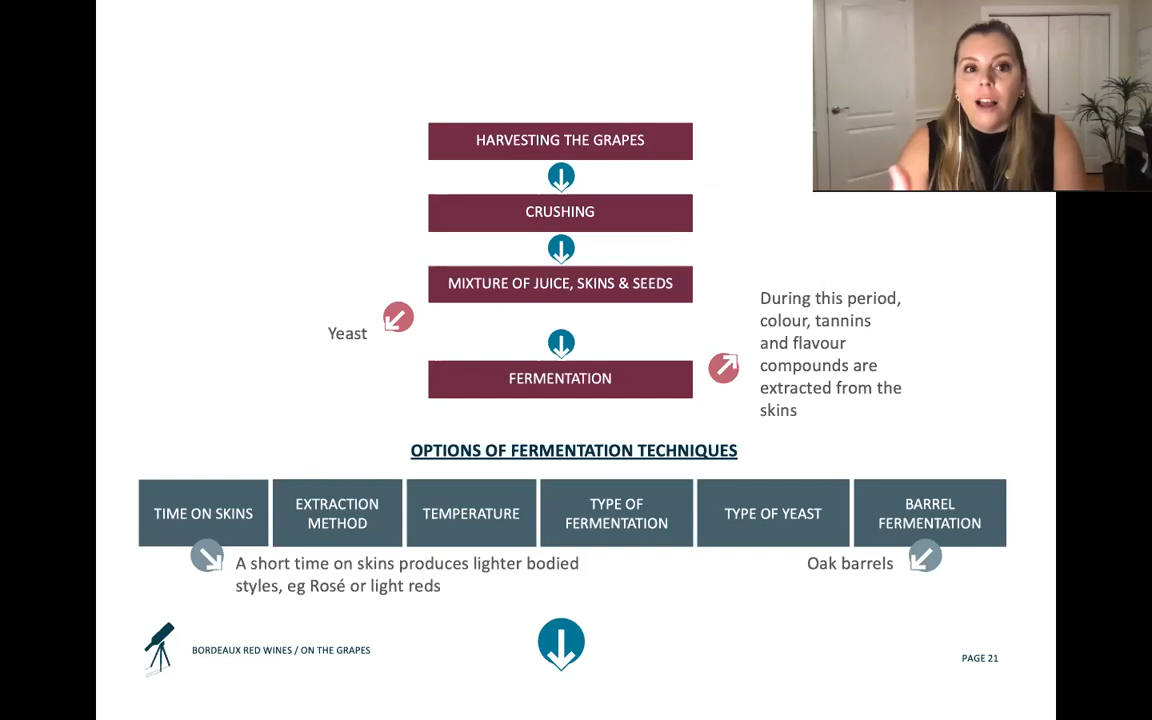 HARVESTING THE GRAPES
CRUSHING
MIXTURE OF JUICE, SKINS & SEEDS
Yeast
FERMENTATION
During this period,
colour, tannins
and flavour
compounds are
extracted from the
skins
OPTIONS OF FERMENTATION TECHNIQUES
TIME ON SKINS
EXTRACTION
METHOD
TEMPERATURE
TYPE OF
FERMENTATION
TYPE OF YEAST
BARREL
FERMENTATION
A short time on skins produces lighter bodied
styles, eg Rosé or light reds
Oak barrels
BORDEAUX RED WINES / ON THE GRAPES
PAGE 21